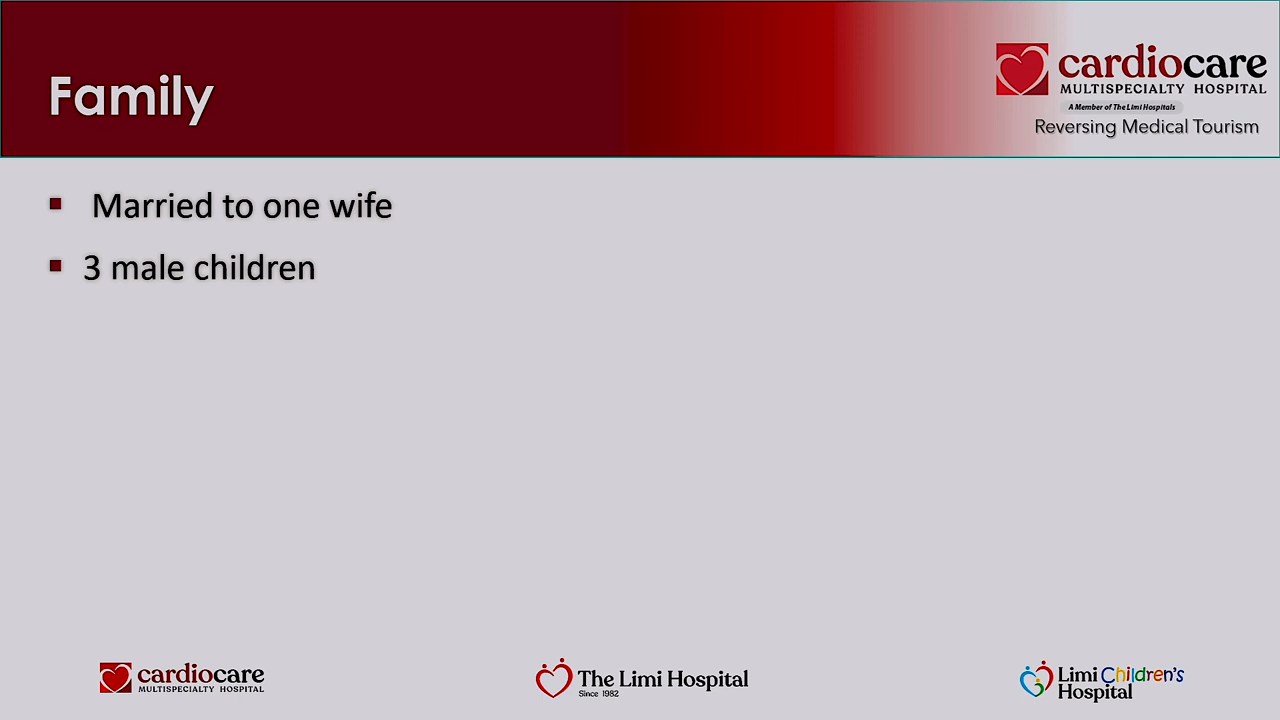 Family
cardiocare
MULTISPECIALTY HOSPITAL
A Member of The Limi Hospitals
Reversing Medical Tourism
Married to one wife
3 male children
cardiocare
MULTISPECIALTY HOSPITAL
The Limi Hospital
Since 1982
Limi Children's
Hospital